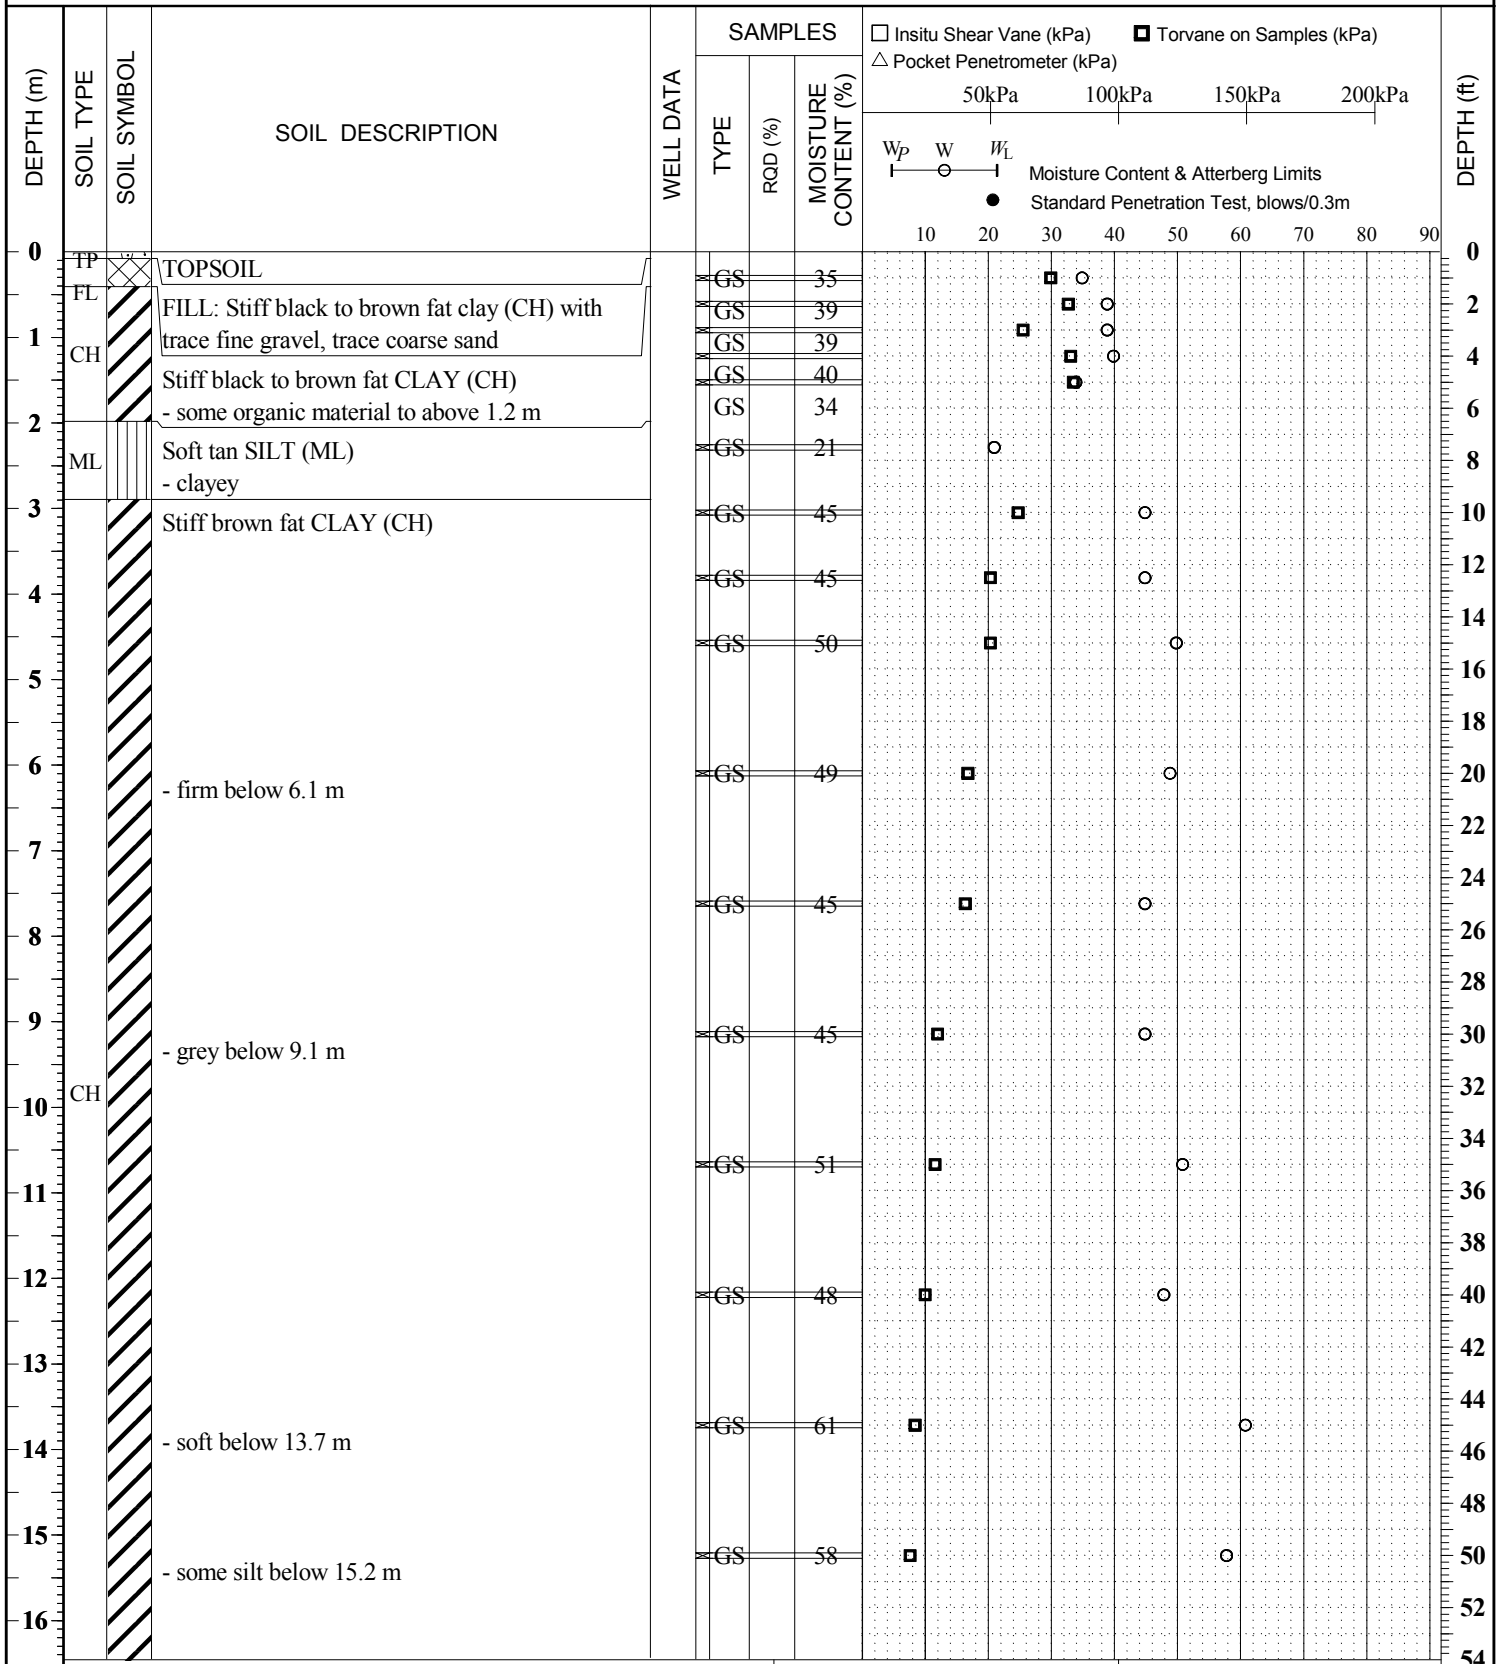 SAMPLES
□ Insitu Shear Vane (kPa) □ Torvane on Samples (kPa)
△ Pocket Penetrometer (kPa)
50kPa 100kPa 150kPa 200kPa
DEPTH (m)
SOIL TYPE
SOIL SYMBOL
SOIL DESCRIPTION
WELL DATA
TYPE
RQD (%)
MOISTURE CONTENT (%)
DEPTH (ft)
WP W WL
Moisture Content & Atterberg Limits
● Standard Penetration Test, blows/0.3m
10 20 30 40 50 60 70 80 90
0 0
TP TOPSOIL
GS 35
FL FILL: Stiff black to brown fat clay (CH) with
GS 39 2
trace fine gravel, trace coarse sand
1 GS 39
CH 4
Stiff black to brown fat CLAY (CH)
GS 40
- some organic material to above 1.2 m
GS 34 6
2
Soft tan SILT (ML)
GS 21
ML 8
- clayey
3 GS 45 10
Stiff brown fat CLAY (CH)
GS 45 12
4 14
GS 50 16
5
18
6 GS 49 20
- firm below 6.1 m
22
7
24
GS 45
8 26
28
9 GS 45 30
- grey below 9.1 m
CH 32
10
34
GS 51
11 36
38
12 GS 48 40
42
13
44
GS 61
- soft below 13.7 m
14 46
48
15 GS 58 50
- some silt below 15.2 m
16 52
54